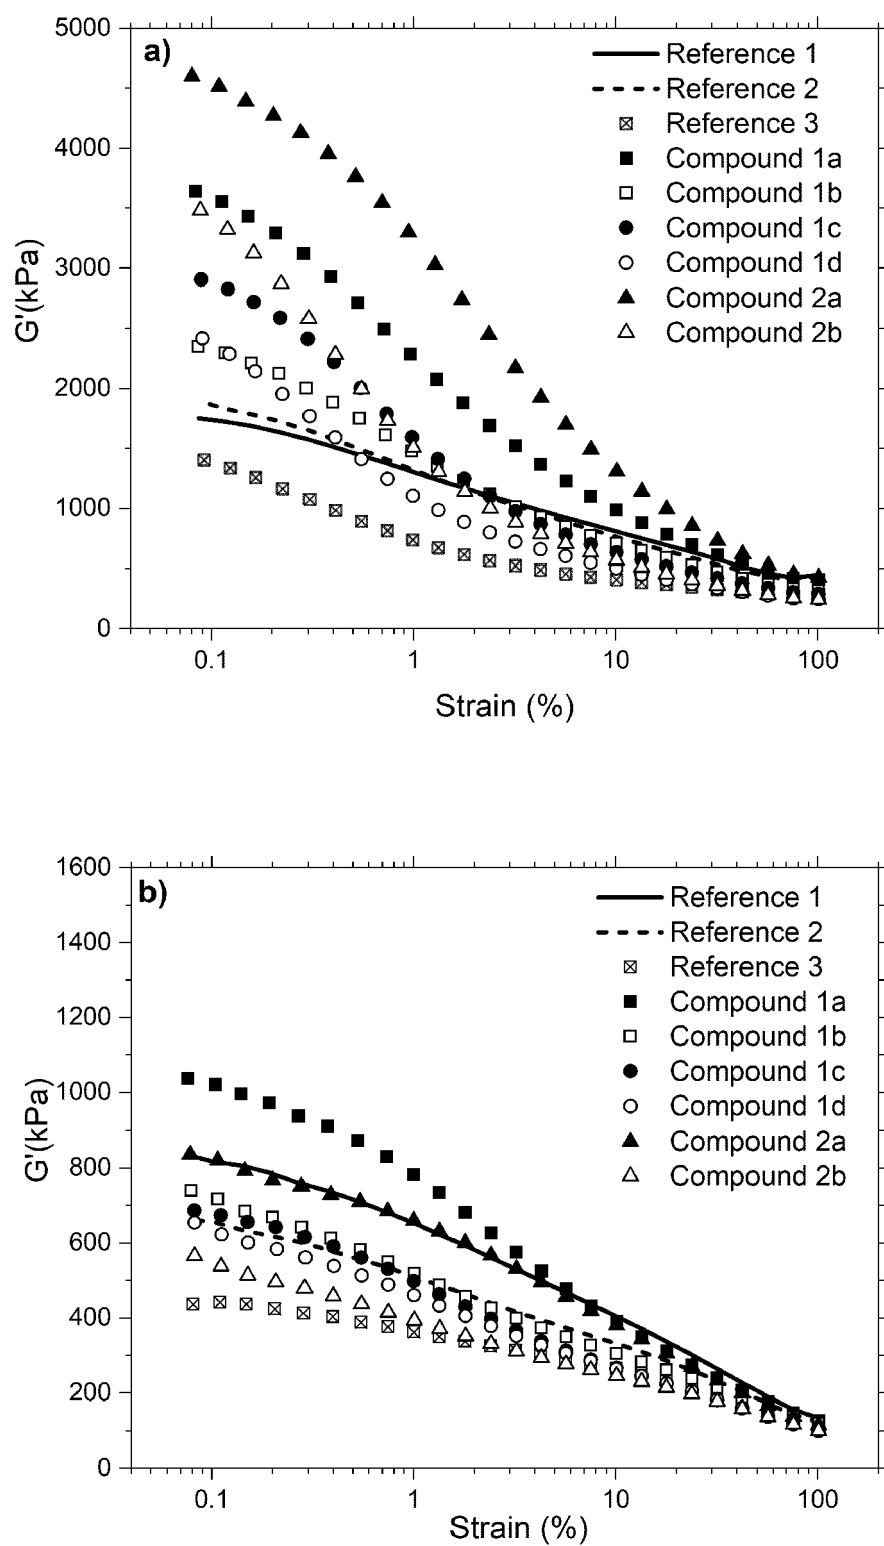 a)
5000
4000
3000
2000
1000
0
G'(kPa)
Reference 1
Reference 2
Reference 3
Compound 1a
Compound 1b
Compound 1c
Compound 1d
Compound 2a
Compound 2b
0.1 1 10 100
Strain (%)
b)
1600
1400
1200
1000
800
600
400
200
0
G'(kPa)
Reference 1
Reference 2
Reference 3
Compound 1a
Compound 1b
Compound 1c
Compound 1d
Compound 2a
Compound 2b
0.1 1 10 100
Strain (%)